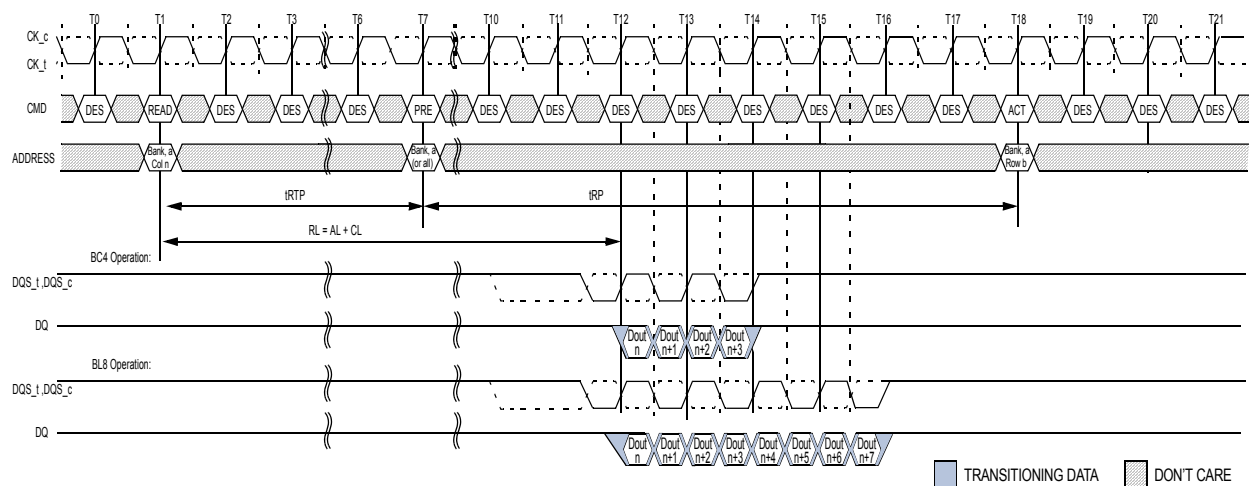 T0 T1 T2 T3 T6 T7 T10 T11 T12 T13 T14 T15 T16 T17 T18 T19 T20 T21
CK_c
CK_t
CMD DES READ DES DES DES PRE DES DES DES DES DES DES DES DES ACT DES DES DES
ADDRESS Bank, a Col n Bank, a (or all) Bank, a Row b
tRTP tRP
RL = AL + CL
BC4 Operation:
DQS_t ,DQS_c
DQ Dout n Dout n+1 Dout n+2 Dout n+3
BL8 Operation:
DQS_t ,DQS_c
DQ Dout n Dout n+1 Dout n+2 Dout n+3 Dout n+4 Dout n+5 Dout n+6 Dout n+7
TRANSITIONING DATA DON'T CARE